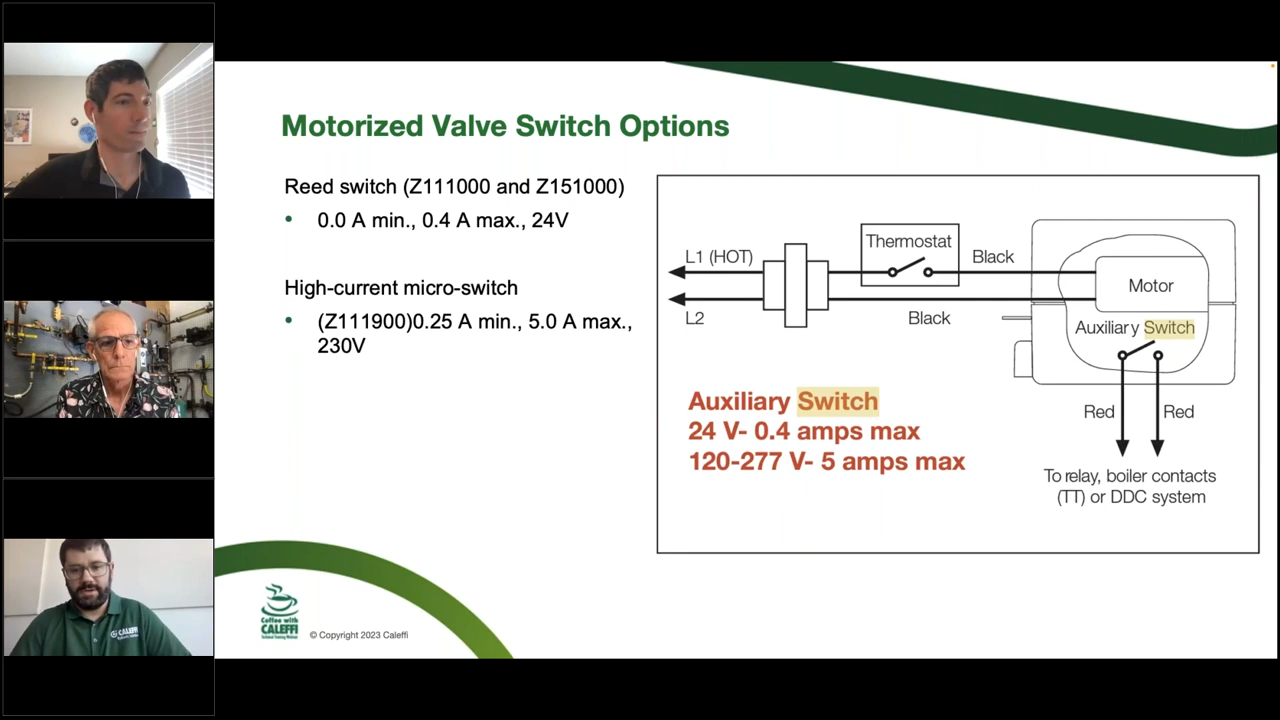 Motorized Valve Switch Options
Reed switch (Z111000 and Z151000)
• 0.0 A min., 0.4 A max., 24V
High-current micro-switch
• (Z111900)0.25 A min., 5.0 A max.,
230V
L1 (HOT)
Thermostat
Black
Motor
L2
Black
Auxiliary Switch
Auxiliary Switch
24 V- 0.4 amps max
120-277 V- 5 amps max
Red
Red
To relay, boiler contacts
(TT) or DDC system
Coffee with
CALEFFI
© Copyright 2023 Caleffi
CALEFFI